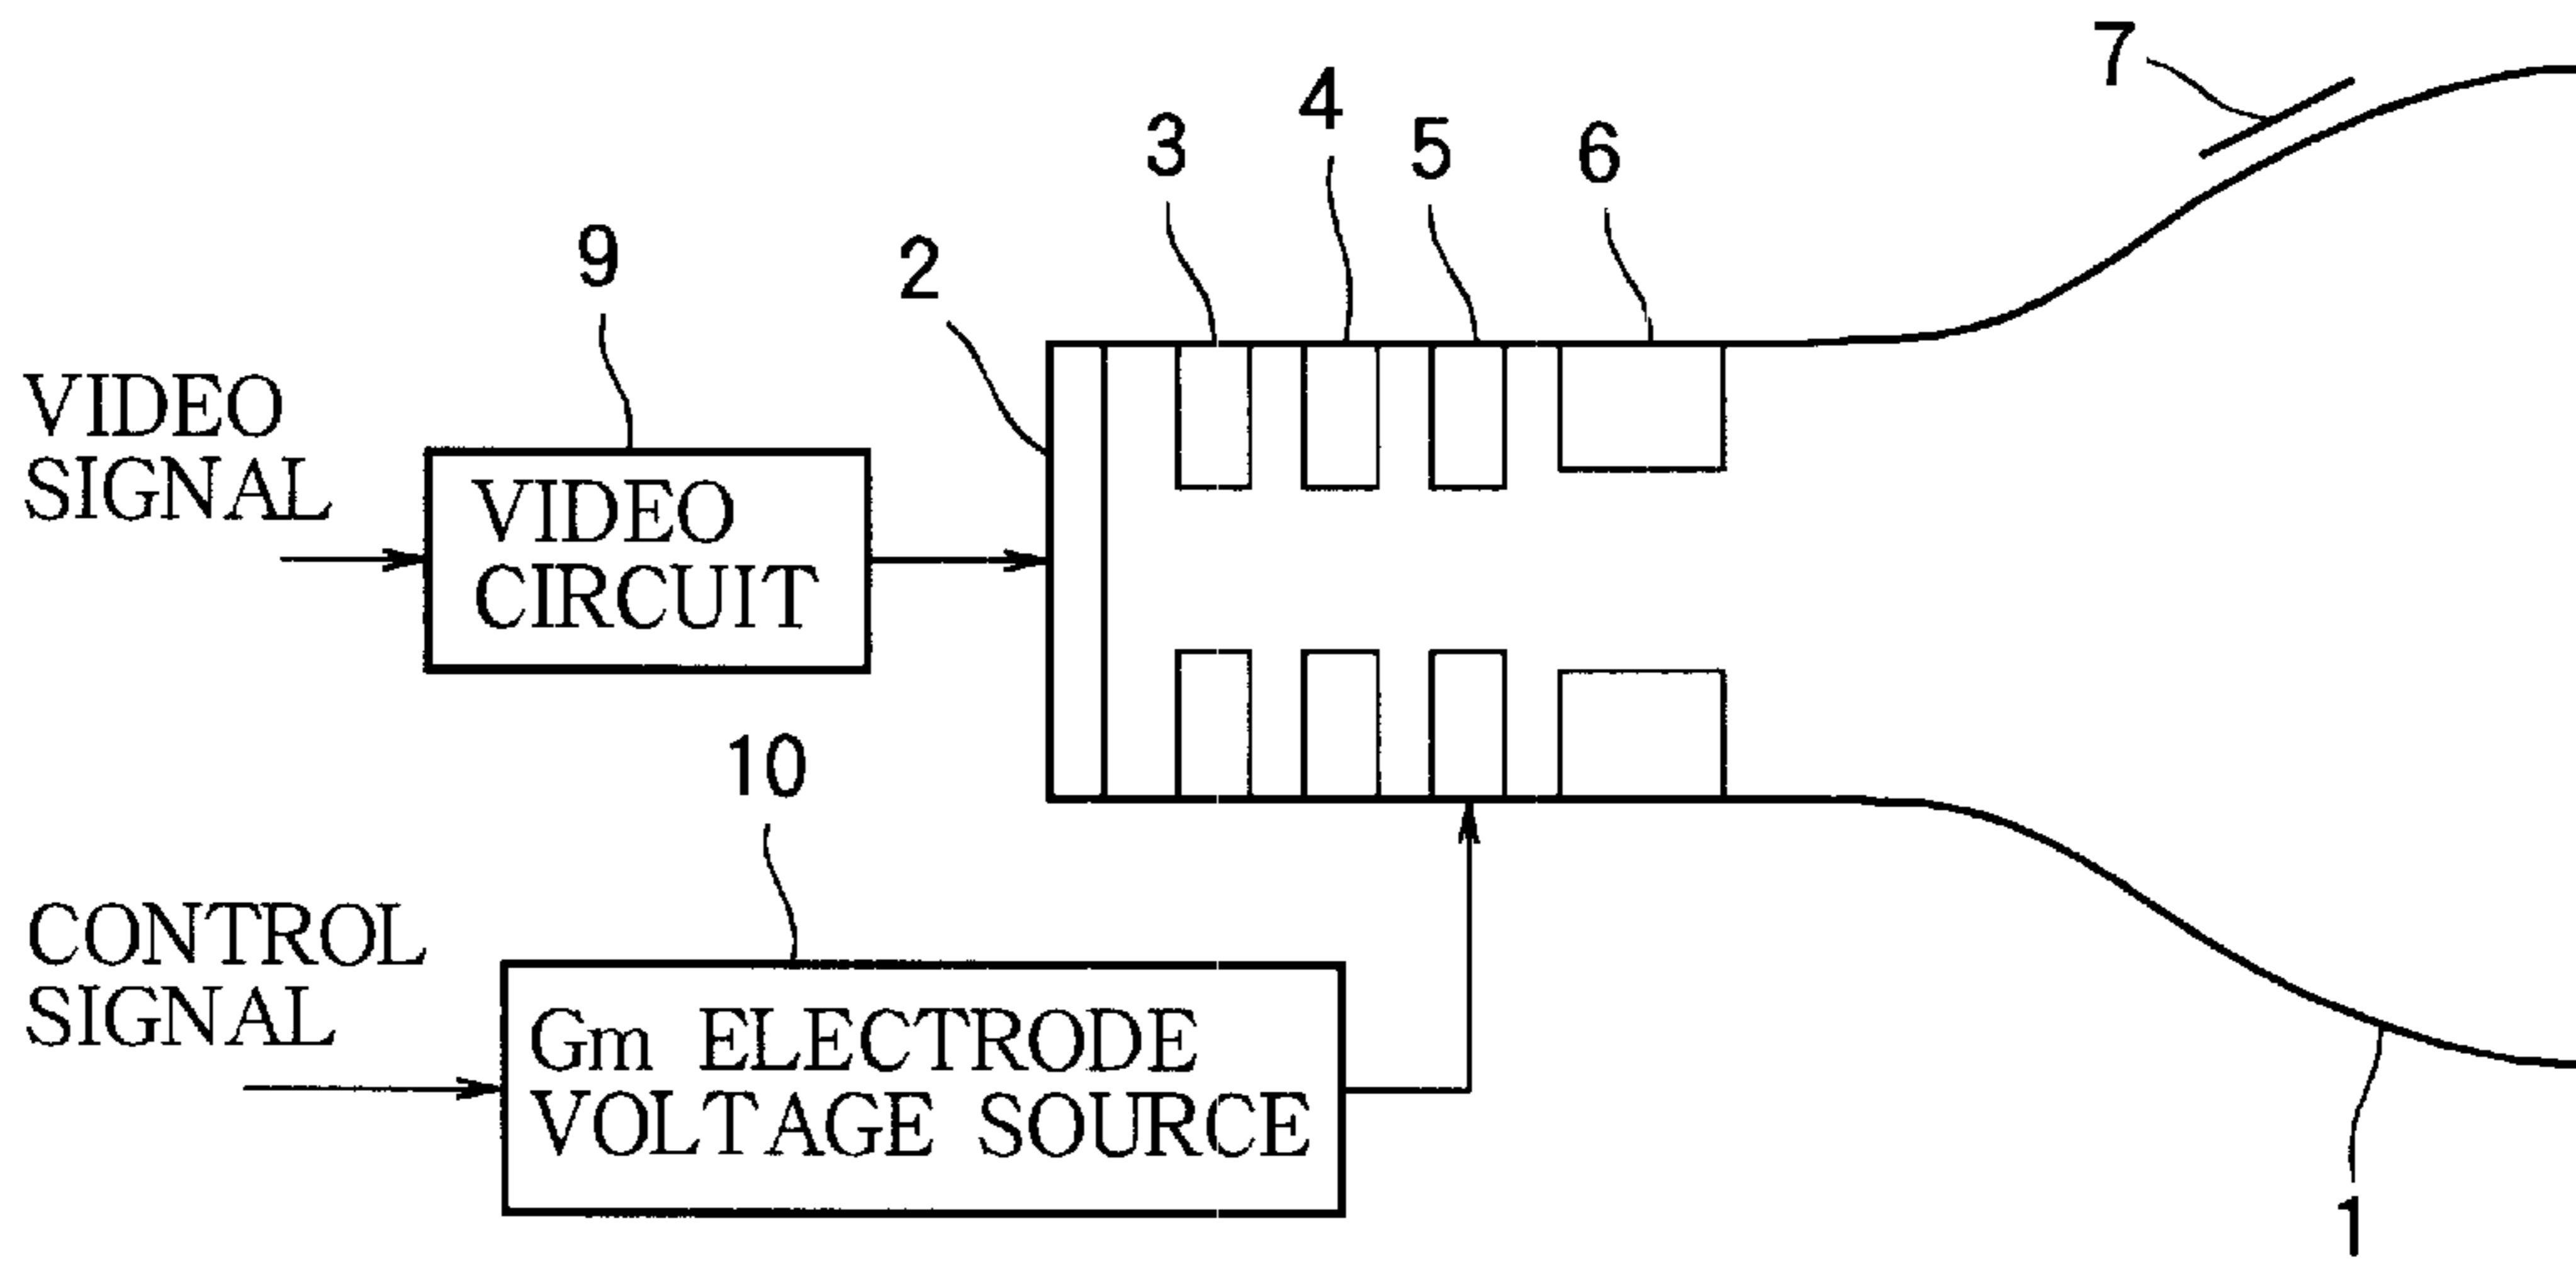 7
4
3
5
6
9
2
VIDEO
SIGNAL
VIDEO
CIRCUIT
10
CONTROL
SIGNAL
Gm ELECTRODE
VOLTAGE SOURCE
1